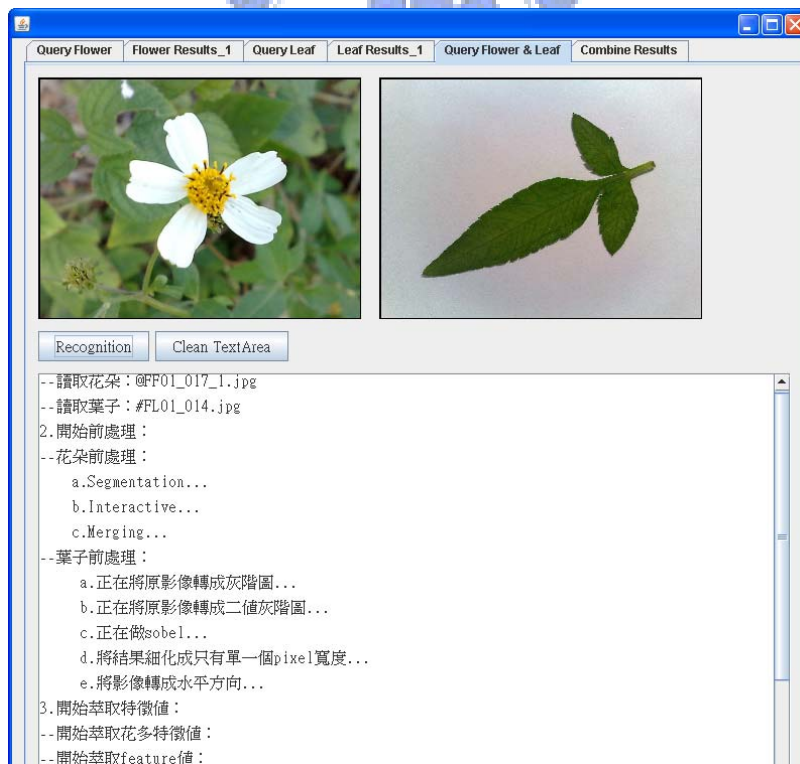 Query Flower Flower Results_1 Query Leaf Leaf Results_1 Query Flower & Leaf Combine Results
Recognition Clean TextArea
--讀取花朵：@FF01_017_1.jpg
--讀取葉子：#FL01_014.jpg
2.開始前處理：
--花朵前處理：
a.Segmentation...
b.Interactive...
c.Merging...
--葉子前處理：
a.正在將原影像轉成灰階圖...
b.正在將原影像轉成二值灰階圖...
c.正在做sobel...
d.將結果細化成只有單一個pixel寬度...
e.將影像轉成水平方向...
3.開始萃取特徵值：
--開始萃取花多特徵值：
--開始萃取feature值：